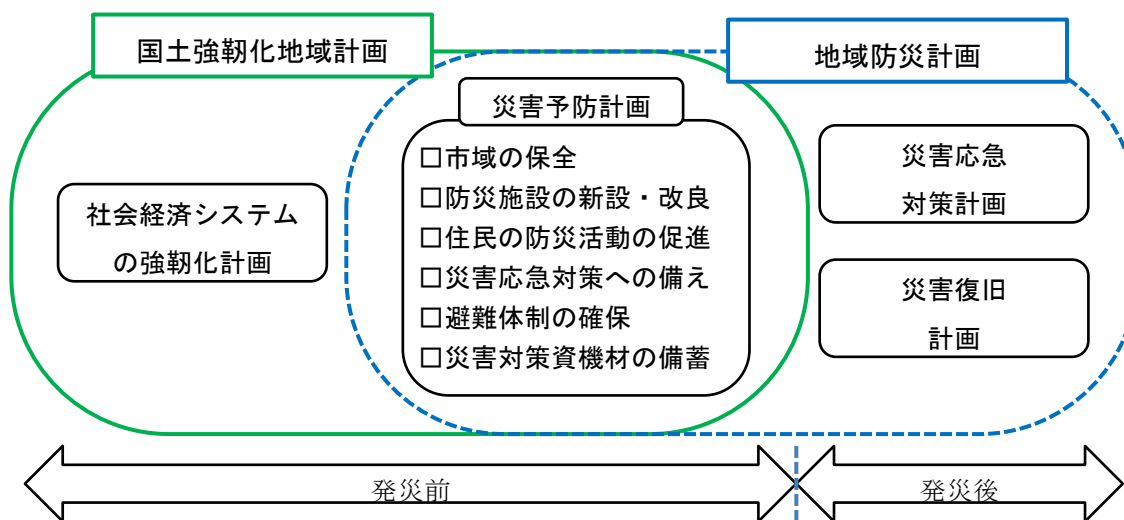 国土強靭化地域計画
地域防災計画
災害予防計画
□市域の保全
□防災施設の新設・改良
□住民の防災活動の促進
□災害応急対策への備え
□避難体制の確保
□災害対策資機材の備蓄
社会経済システム
の強靭化計画
災害応急
対策計画
災害復旧
計画
発災前
発災後